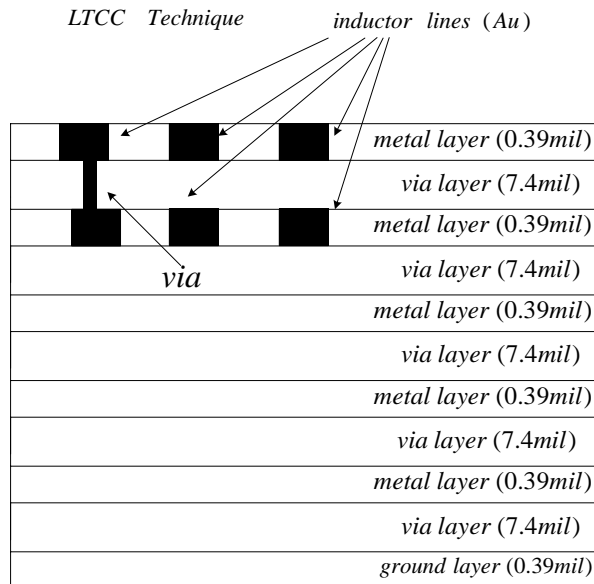 LTCC Technique
inductor lines (Au)
metal layer (0.39mil)
via layer (7.4mil)
metal layer (0.39mil)
via
via layer (7.4mil)
metal layer (0.39mil)
via layer (7.4mil)
metal layer (0.39mil)
via layer (7.4mil)
metal layer (0.39mil)
via layer (7.4mil)
ground layer (0.39mil)